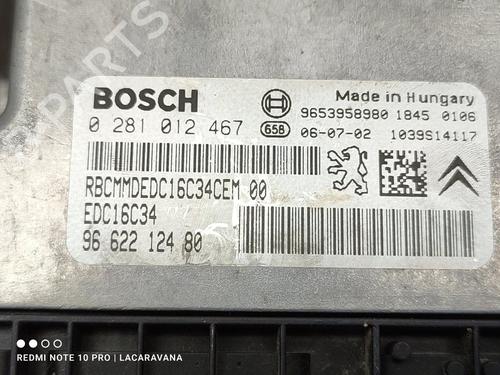 BOSCH
Made in Hungary
9653958980 1845 0106
0 281 012 467 658 06-07-02 1039S14117
RBCMMDEDC16C34CEM 00
EDC16C34
96 622 124 80
REDMI NOTE 10 PRO | LACARAVANA